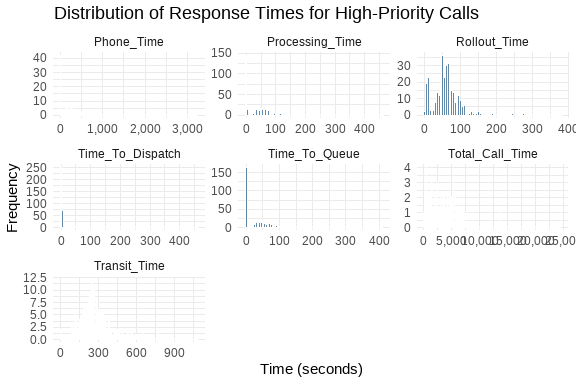 Distribution of Response Times for High-Priority Calls
Phone_Time
Processing_Time
Rollout_Time
40
30
20
10
0
0 1,000 2,000 3,000
150
100
50
0
0 100 200 300 400
30
20
10
0
0 100 200 300 400
Time_To_Dispatch
Time_To_Queue
Total_Call_Time
250
200
150
100
50
0
0 100 200 300 400
150
100
50
0
0 100 200 300 400
4
3
2
1
0
0 5,000 10,000 15,000 20,000 25,00
Transit_Time
12.5
10.0
7.5
5.0
2.5
0.0
0 300 600 900
Frequency
Time (seconds)